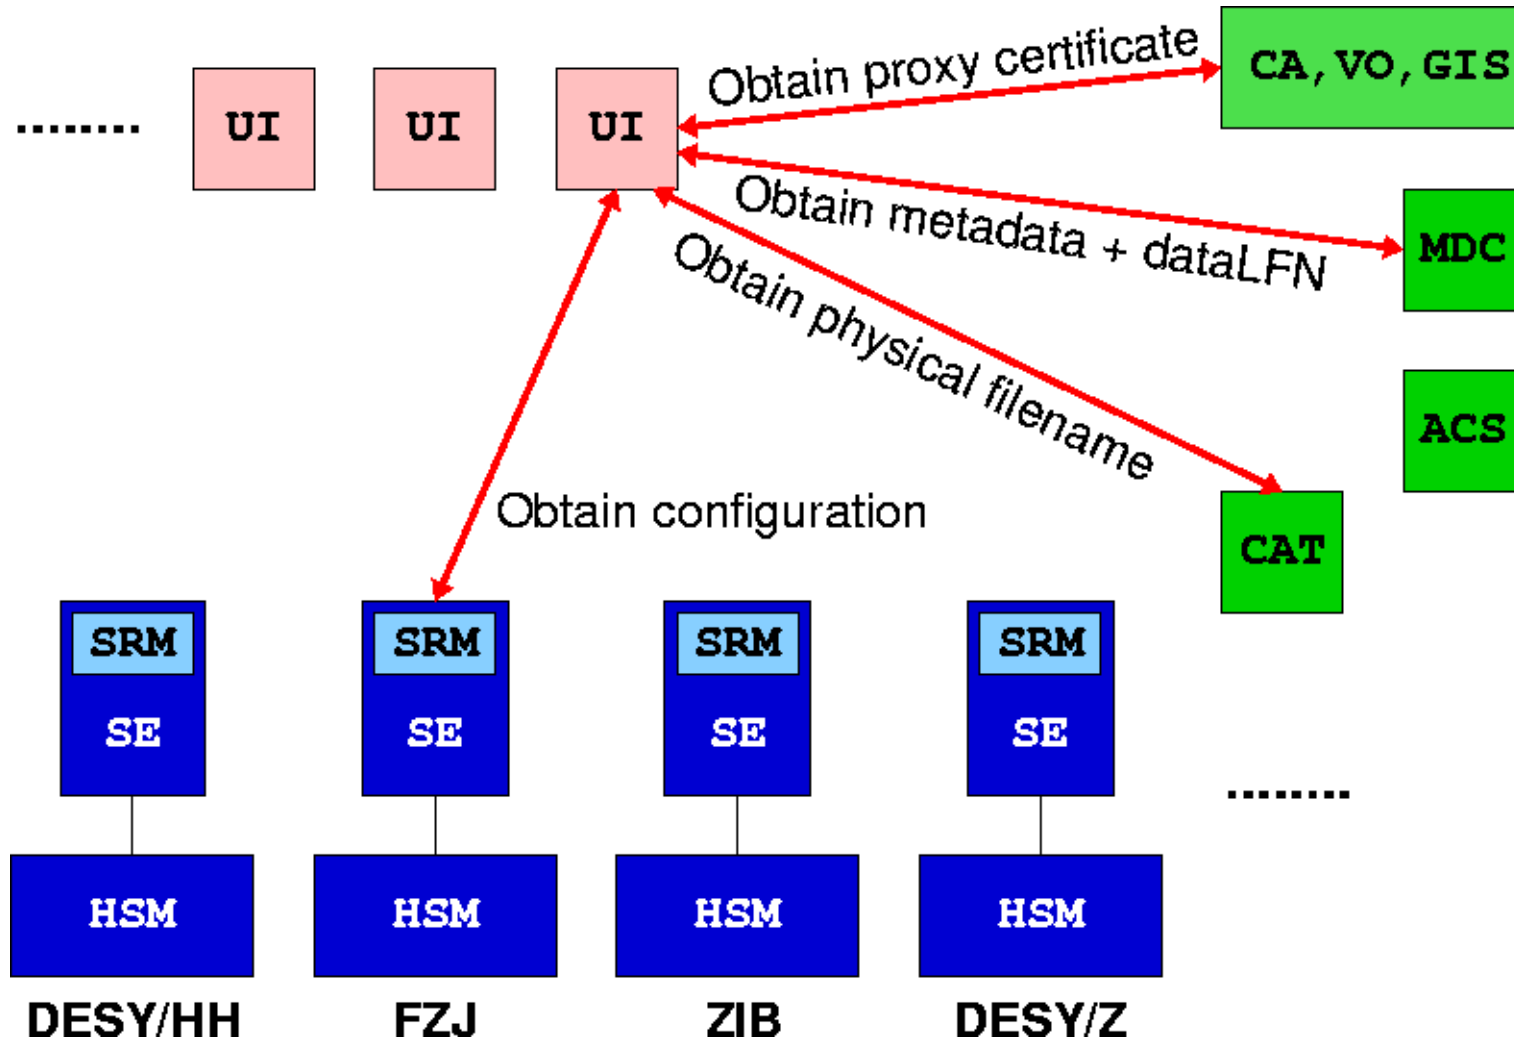 Obtain proxy certificate
CA,VO,GIS
UI
UI
UI
Obtain metadata + dataLFN
MDC
Obtain physical filename
ACS
Obtain configuration
CAT
SRM
SRM
SRM
SRM
SE
SE
SE
SE
HSM
HSM
HSM
HSM
DESY/HH
FZJ
ZIB
DESY/Z